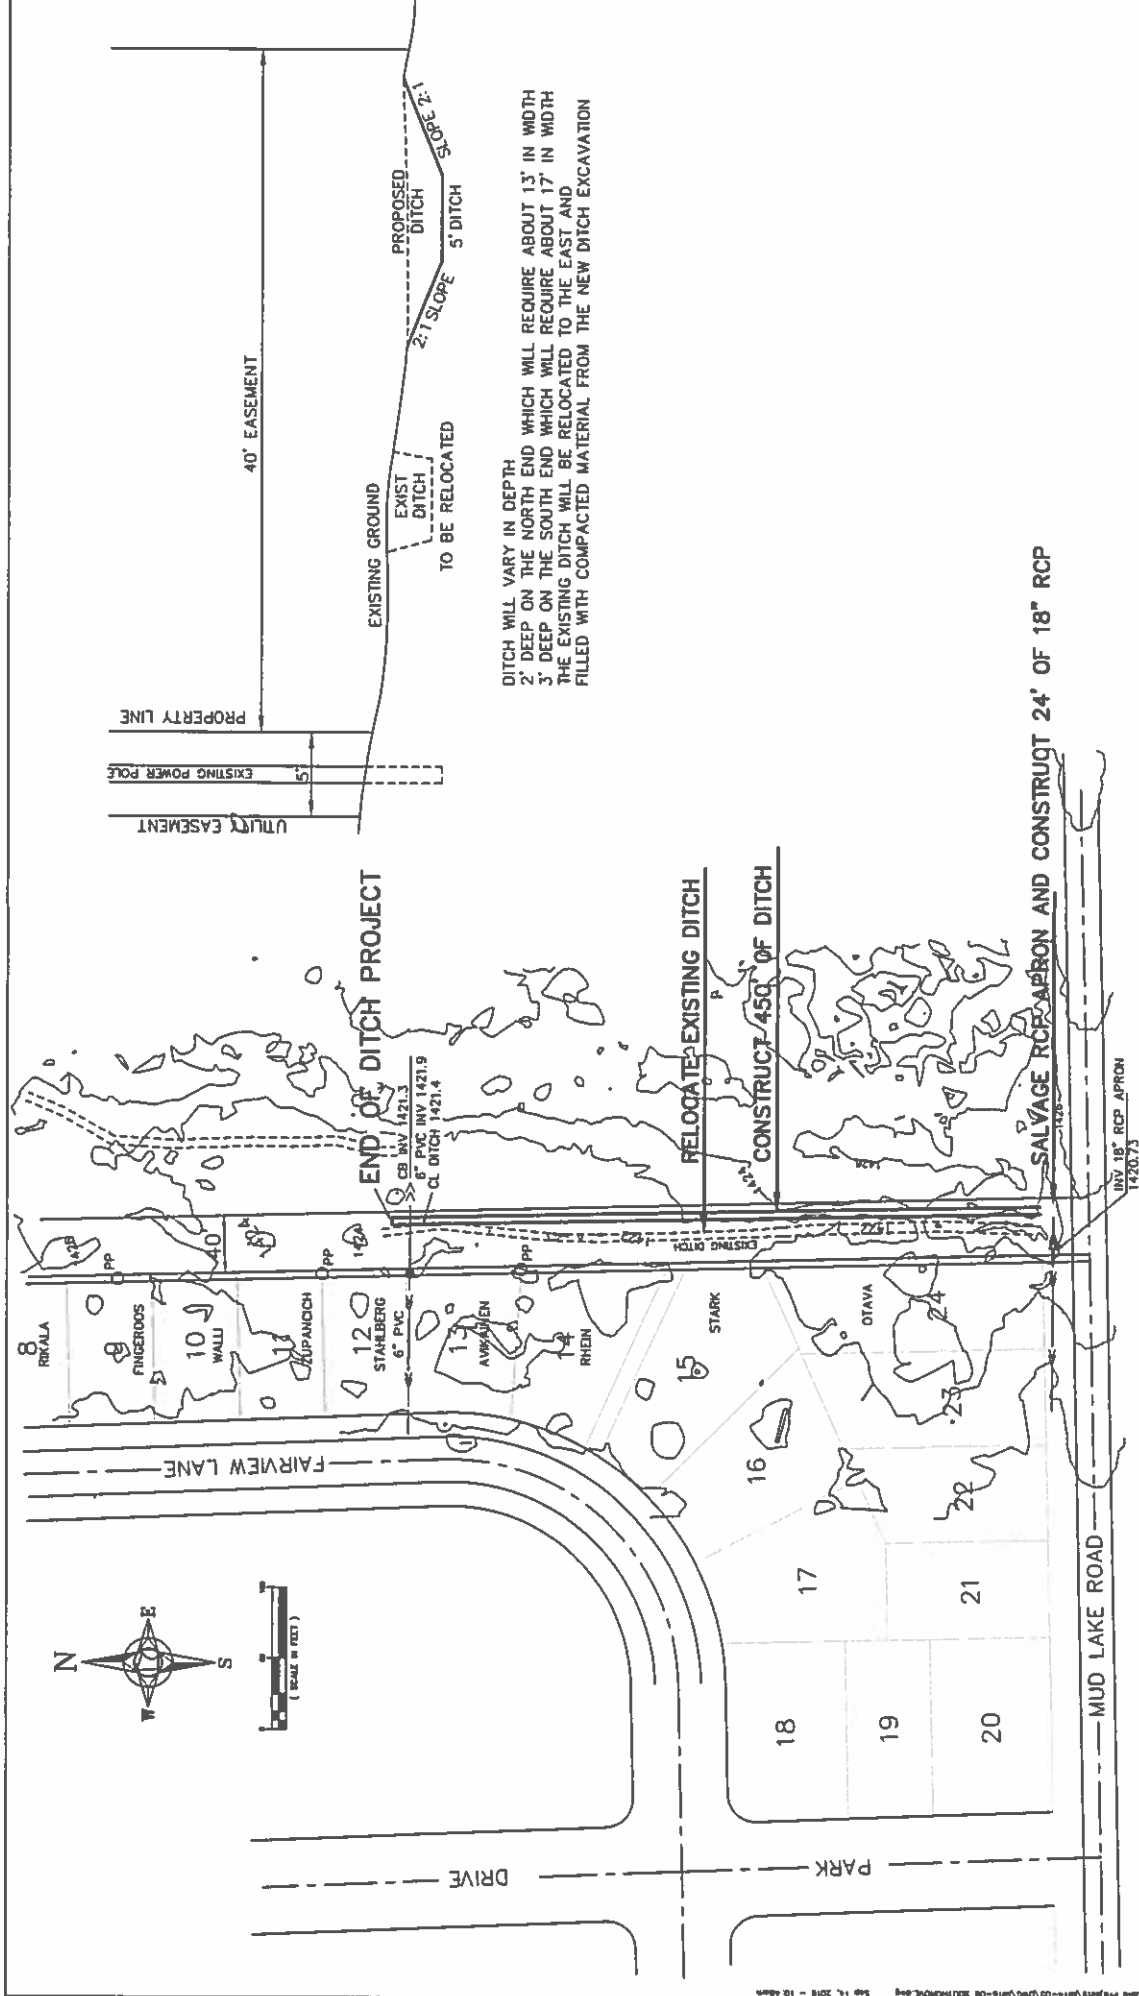 40' EASEMENT
PROPERTY LINE
EXISTING POWER POLE
UTILITY EASEMENT
5'
EXISTING GROUND
EXIST
DITCH
TO BE RELOCATED
PROPOSED
DITCH
2:1 SLOPE
5' DITCH
SLOPE 2:1
DITCH WILL VARY IN DEPTH
2' DEEP ON THE NORTH END WHICH WILL REQUIRE ABOUT 13' IN WIDTH
3' DEEP ON THE SOUTH END WHICH WILL REQUIRE ABOUT 17' IN WIDTH
THE EXISTING DITCH WILL BE RELOCATED TO THE EAST AND
FILLED WITH COMPACTED MATERIAL FROM THE NEW DITCH EXCAVATION
N
W
E
S
( SCALE IN FEET )
FAIRVIEW LANE
8
RIKALA
9
FINGEROOS
10
WALLI
11
ZUPANCICH
12
STAHLBERG
6" PVC
13
AVIKAINEN
14
RHEIN
15
STARK
16
17
18
19
20
21
22
23
24
OTAVA
PP
PP
PP
40
END OF DITCH PROJECT
CB INV 1421.3
6" PVC INV 1421.9
CL DITCH 1421.4
EXISTING DITCH
RELOCATE EXISTING DITCH
CONSTRUCT 450' OF DITCH
SALVAGE RCP APRON AND CONSTRUCT 24' OF 18" RCP
INV 18" RCP APRON
1420.73
MUD LAKE ROAD
PARK
DRIVE